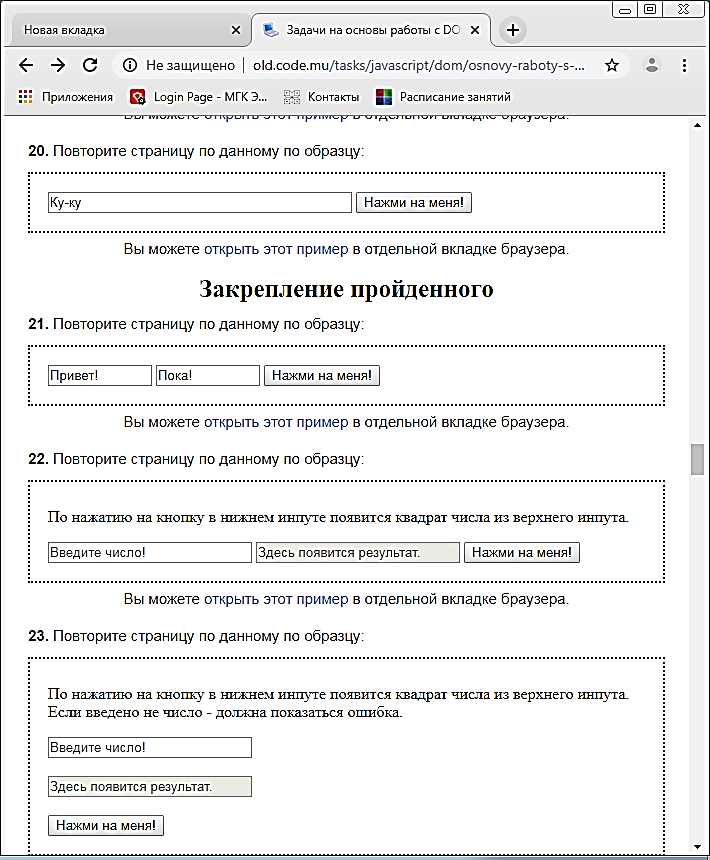 Новая вкладка
Задачи на основы работы с DO
Не защищено
old.code.mu/tasks/javascript/dom/osnovy-raboty-s-...
Приложения
Login Page - МГК Э...
Контакты
Расписание занятий
Вы можете открыть этот пример в отдельной вкладке браузера.
20. Повторите страницу по данному по образцу:
Ку-ку
Нажми на меня!
Вы можете открыть этот пример в отдельной вкладке браузера.
Закрепление пройденного
21. Повторите страницу по данному по образцу:
Привет!
Пока!
Нажми на меня!
Вы можете открыть этот пример в отдельной вкладке браузера.
22. Повторите страницу по данному по образцу:
По нажатию на кнопку в нижнем инпуте появится квадрат числа из верхнего инпута.
Введите число!
Здесь появится результат.
Нажми на меня!
Вы можете открыть этот пример в отдельной вкладке браузера.
23. Повторите страницу по данному по образцу:
По нажатию на кнопку в нижнем инпуте появится квадрат числа из верхнего инпута.
Если введено не число - должна показаться ошибка.
Введите число!
Здесь появится результат.
Нажми на меня!